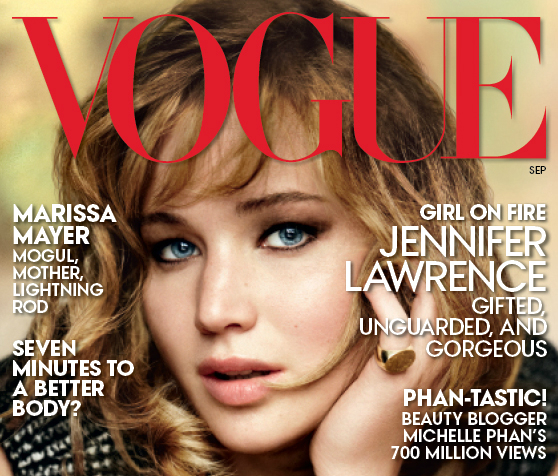 VOGUE
SEP
MARISSA
MAYER
MOGUL,
MOTHER,
LIGHTNING
ROD
SEVEN
MINUTES TO
A BETTER
BODY?
GIRL ON FIRE
JENNIFER
LAWRENCE
GIFTED,
UNGUARDED, AND
GORGEOUS
PHAN-TASTIC!
BEAUTY BLOGGER
MICHELLE PHAN'S
700 MILLION VIEWS